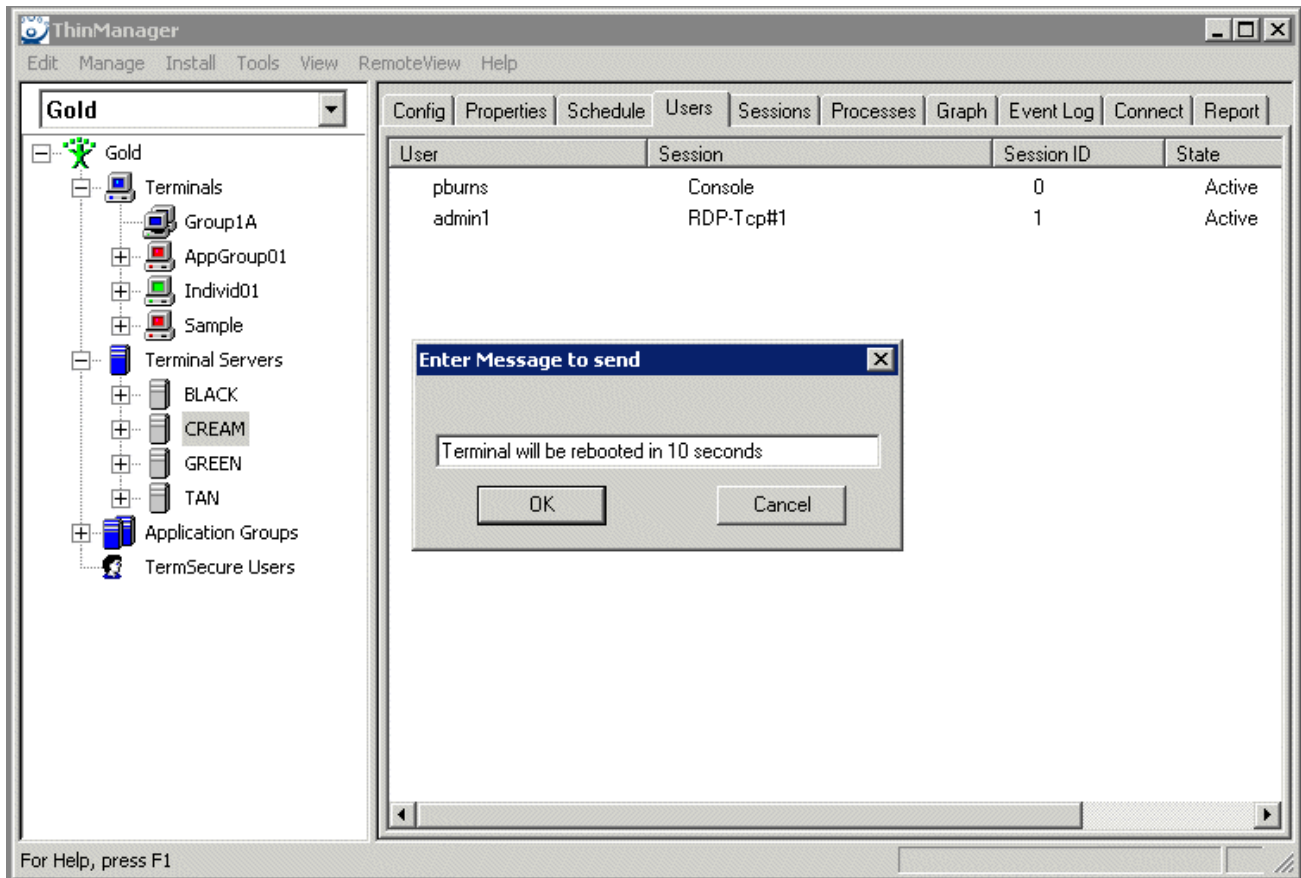 ThinManager
Edit Manage Install Tools View RemoteView Help
Gold
Gold
Terminals
Group1A
AppGroup01
Individ01
Sample
Terminal Servers
BLACK
CREAM
GREEN
TAN
Application Groups
TermSecure Users
Config Properties Schedule Users Sessions Processes Graph Event Log Connect Report
User Session Session ID State
pburns Console 0 Active
admin1 RDP-Tcp#1 1 Active
Enter Message to send
Terminal will be rebooted in 10 seconds
OK Cancel
For Help, press F1